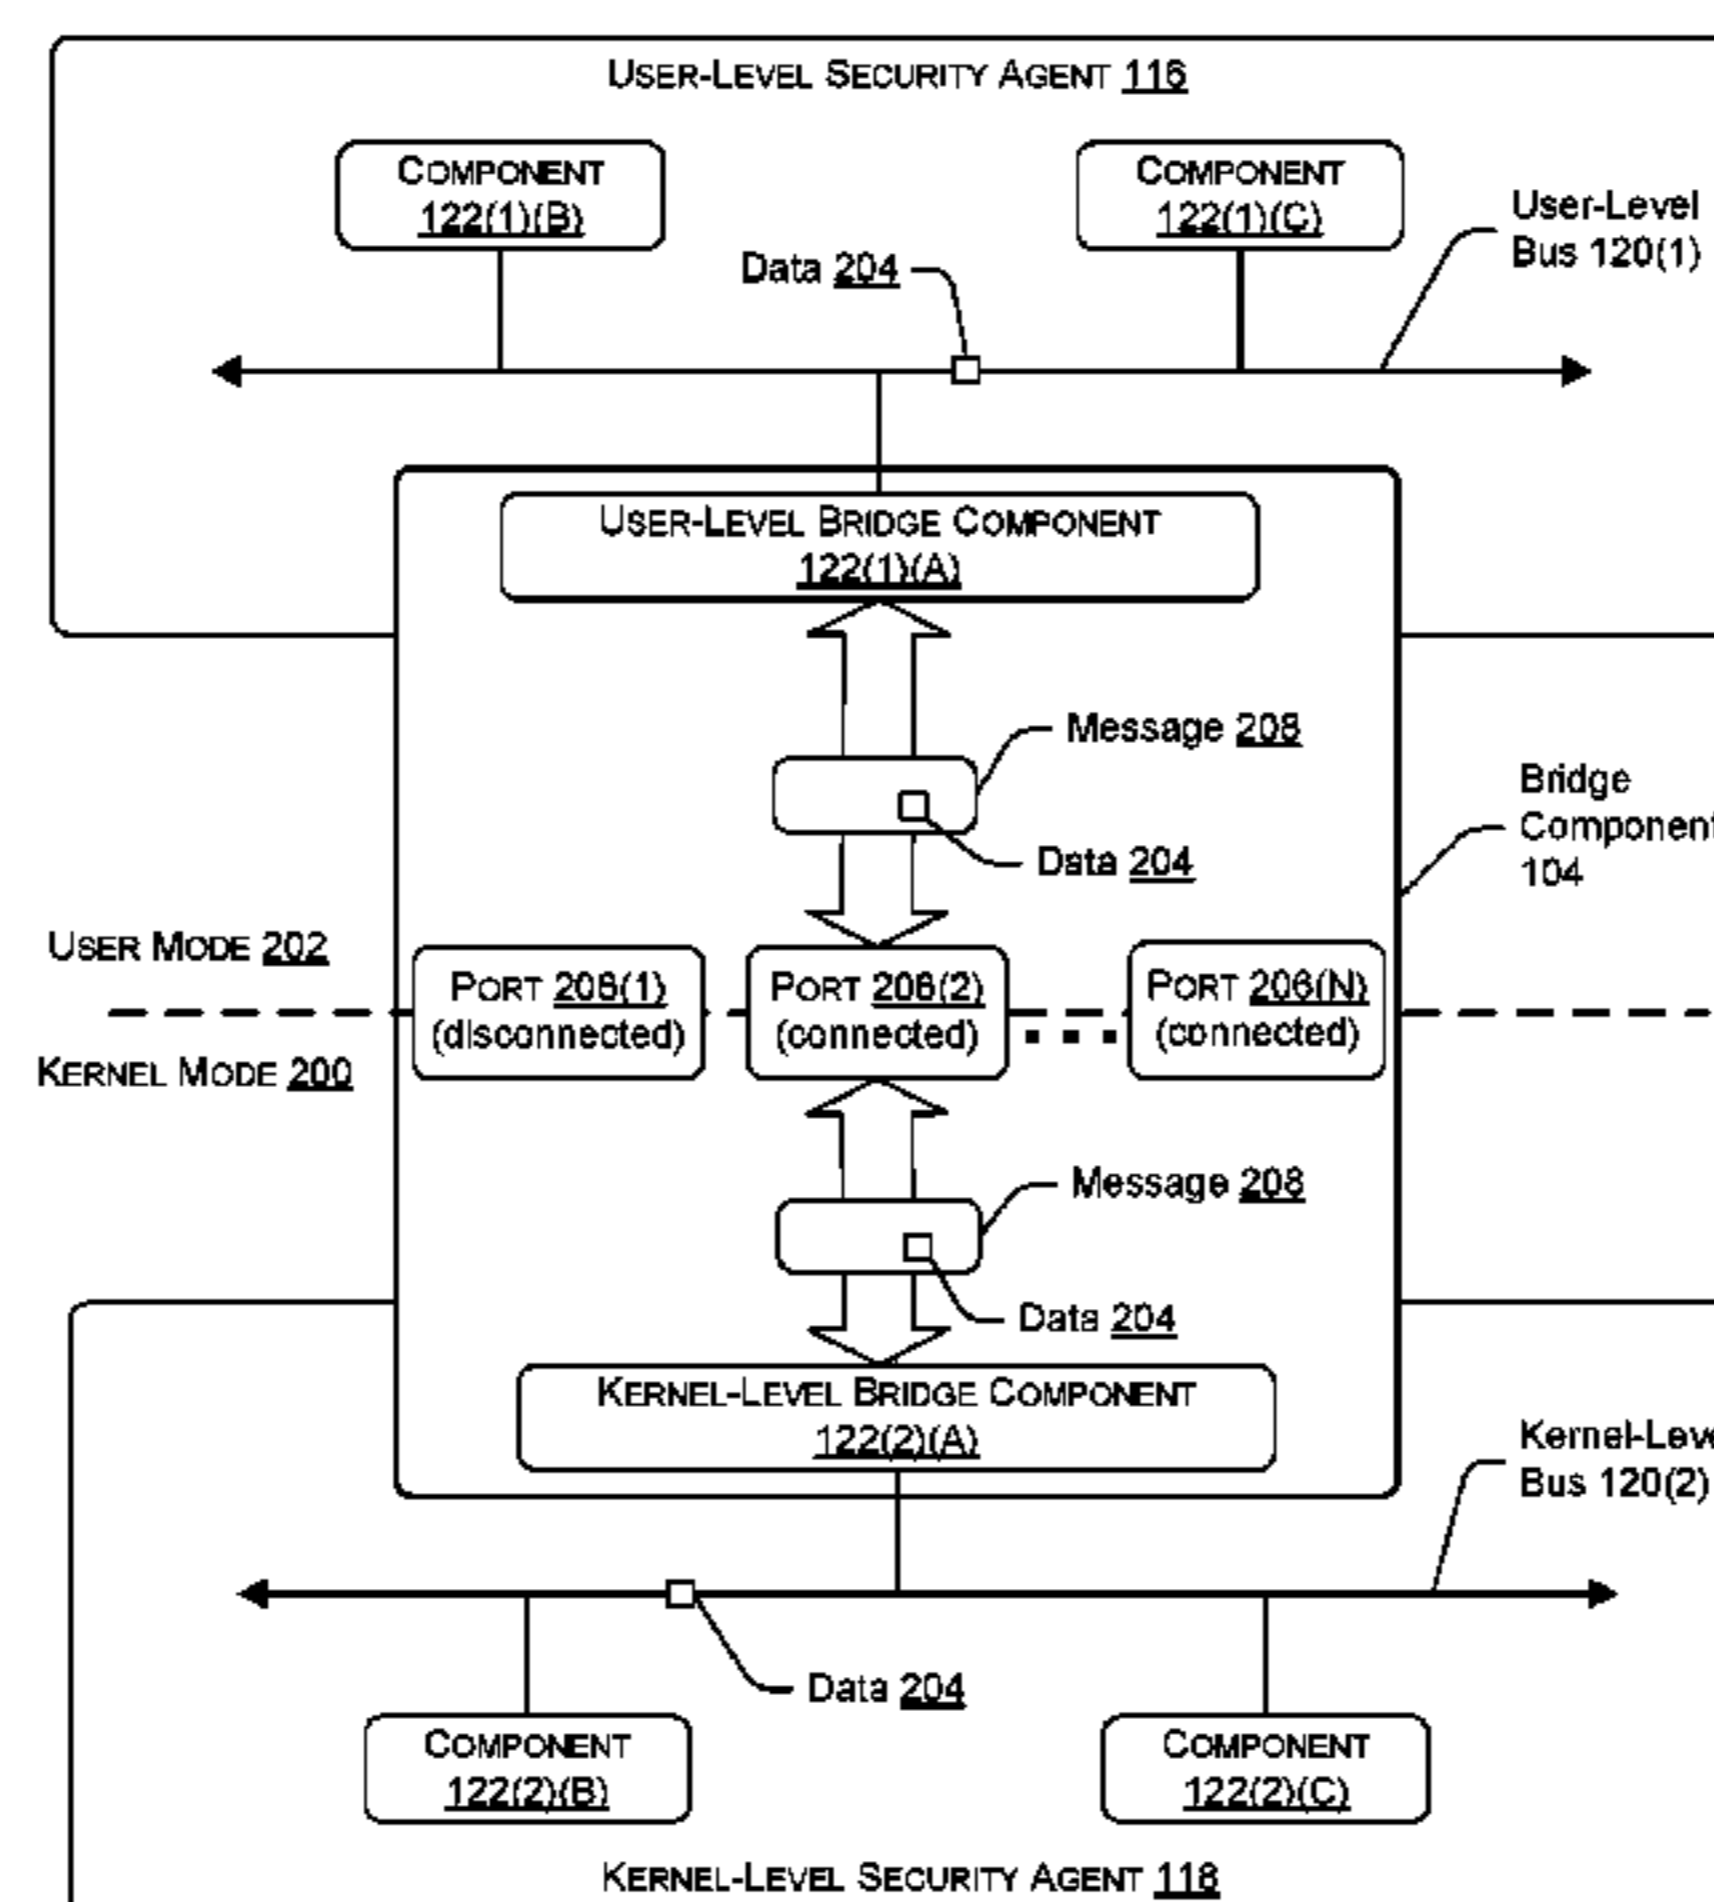 USER-LEVEL SECURITY AGENT 116
COMPONENT
122(1)(B)
COMPONENT
122(1)(C)
User-Level
Bus 120(1)
Data 204
USER-LEVEL BRIDGE COMPONENT
122(1)(A)
Message 208
Data 204
Bridge
Component
104
USER MODE 202
KERNEL MODE 200
PORT 206(1)
(disconnected)
PORT 206(2)
(connected)
PORT 206(N)
(connected)
Message 208
Data 204
KERNEL-LEVEL BRIDGE COMPONENT
122(2)(A)
Kernel-Leve
Bus 120(2)
Data 204
COMPONENT
122(2)(B)
COMPONENT
122(2)(C)
KERNEL-LEVEL SECURITY AGENT 118